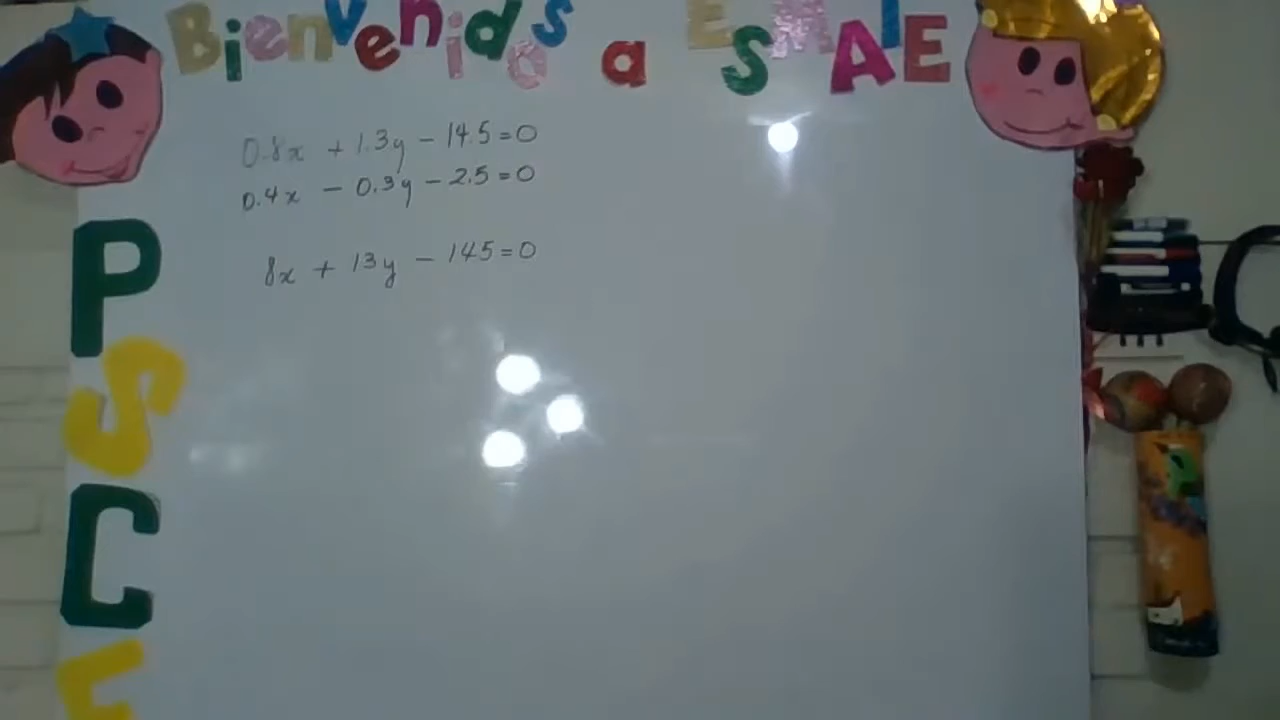 Bienvenidos a ESMALE
0.8x + 1.3y - 14.5 = 0
0.4x - 0.3y - 2.5 = 0
8x + 13y - 145 = 0
P
S
C